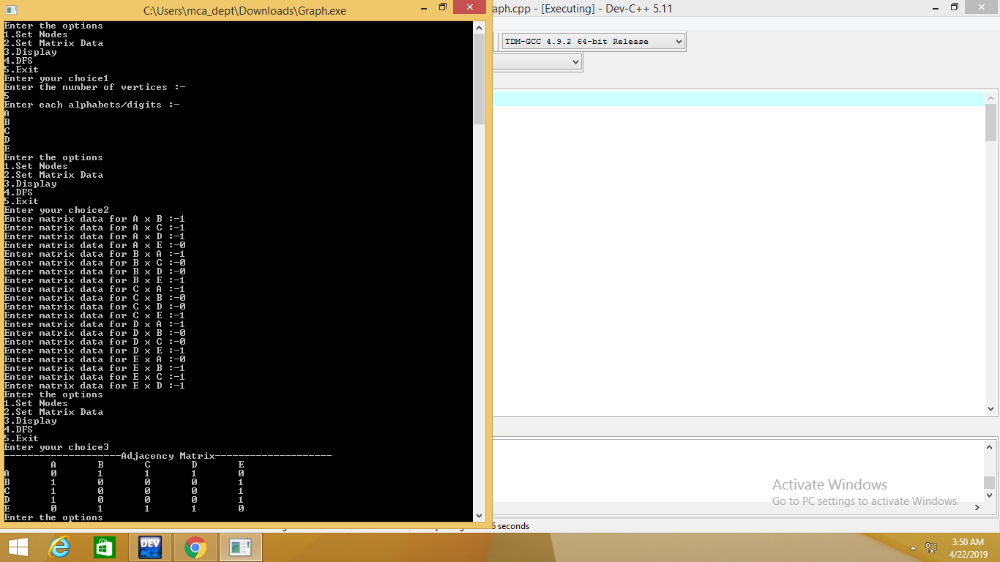 C:\Users\mca_dept\Downloads\Graph.exe
Enter the options
1.Set Nodes
2.Set Matrix Data
3.Display
4.DFS
5.Exit
Enter your choice1
Enter the number of vertices :-
5
Enter each alphabets/digits :-
A
B
C
D
E
Enter the options
1.Set Nodes
2.Set Matrix Data
3.Display
4.DFS
5.Exit
Enter your choice2
Enter matrix data for A x B :-1
Enter matrix data for A x C :-1
Enter matrix data for A x D :-1
Enter matrix data for A x E :-0
Enter matrix data for B x A :-1
Enter matrix data for B x C :-0
Enter matrix data for B x D :-0
Enter matrix data for B x E :-1
Enter matrix data for C x A :-1
Enter matrix data for C x B :-0
Enter matrix data for C x D :-0
Enter matrix data for C x E :-1
Enter matrix data for D x A :-1
Enter matrix data for D x B :-0
Enter matrix data for D x C :-0
Enter matrix data for D x E :-1
Enter matrix data for E x A :-0
Enter matrix data for E x B :-1
Enter matrix data for E x C :-1
Enter matrix data for E x D :-1
Enter the options
1.Set Nodes
2.Set Matrix Data
3.Display
4.DFS
5.Exit
Enter your choice3
--------------------Adjacency Matrix--------------------
A B C D E
A 0 1 1 1 0
B 1 0 0 0 1
C 1 0 0 0 1
D 1 0 0 0 1
E 0 1 1 1 0
Enter the options
aph.cpp - [Executing] - Dev-C++ 5.11
TDM-GCC 4.9.2 64-bit Release
Activate Windows
Go to PC settings to activate Windows.
6 seconds
DEV C++
3:50 AM
4/22/2019